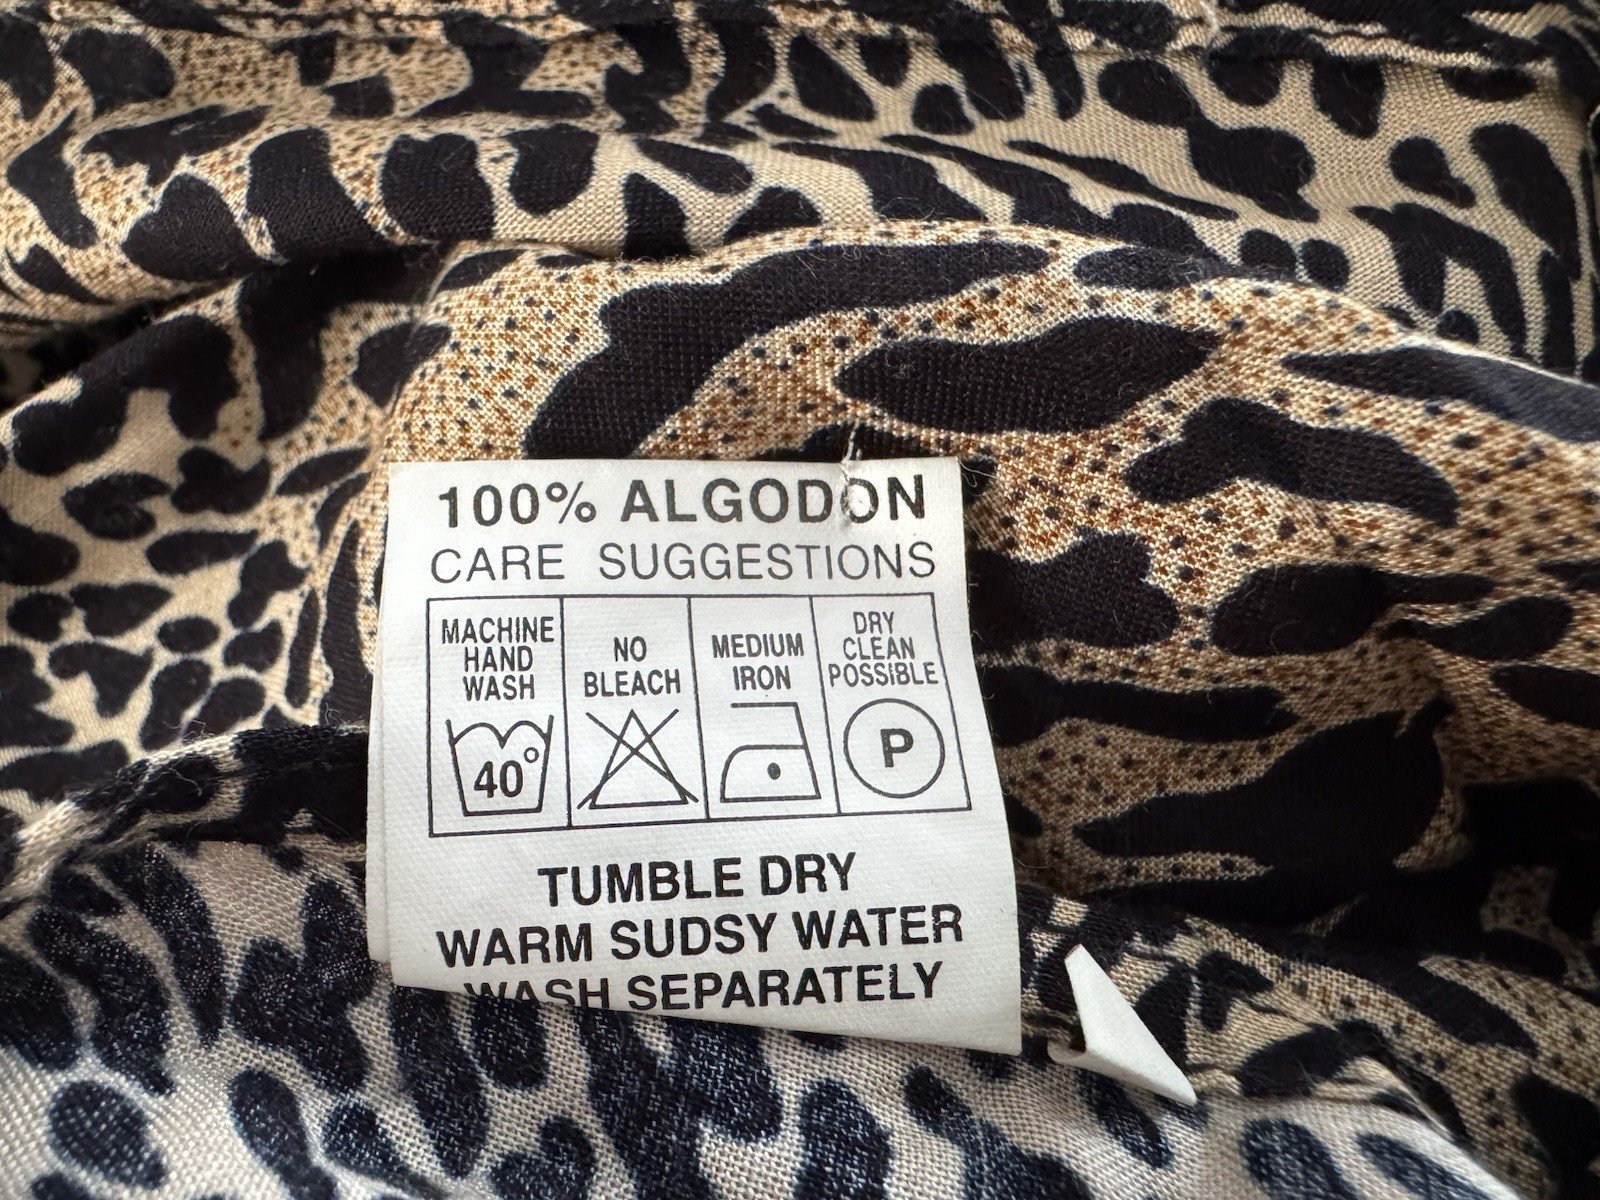 100% ALGODON
CARE SUGGESTIONS
MACHINE
HAND
WASH
40°
NO
BLEACH
MEDIUM
IRON
DRY
CLEAN
POSSIBLE
P
TUMBLE DRY
WARM SUDSY WATER
WASH SEPARATELY